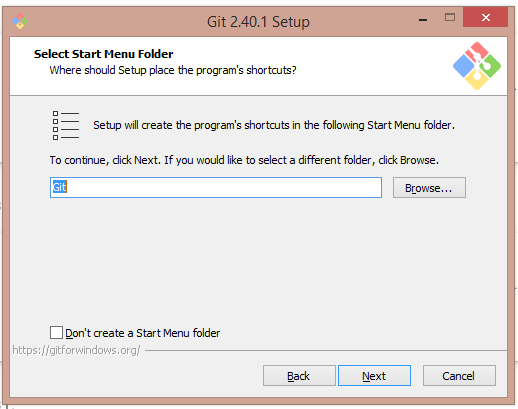 Git 2.40.1 Setup
Select Start Menu Folder
Where should Setup place the program's shortcuts?
Setup will create the program's shortcuts in the following Start Menu folder.
To continue, click Next. If you would like to select a different folder, click Browse.
Git
Browse...
Don't create a Start Menu folder
https://gitforwindows.org/
Back
Next
Cancel